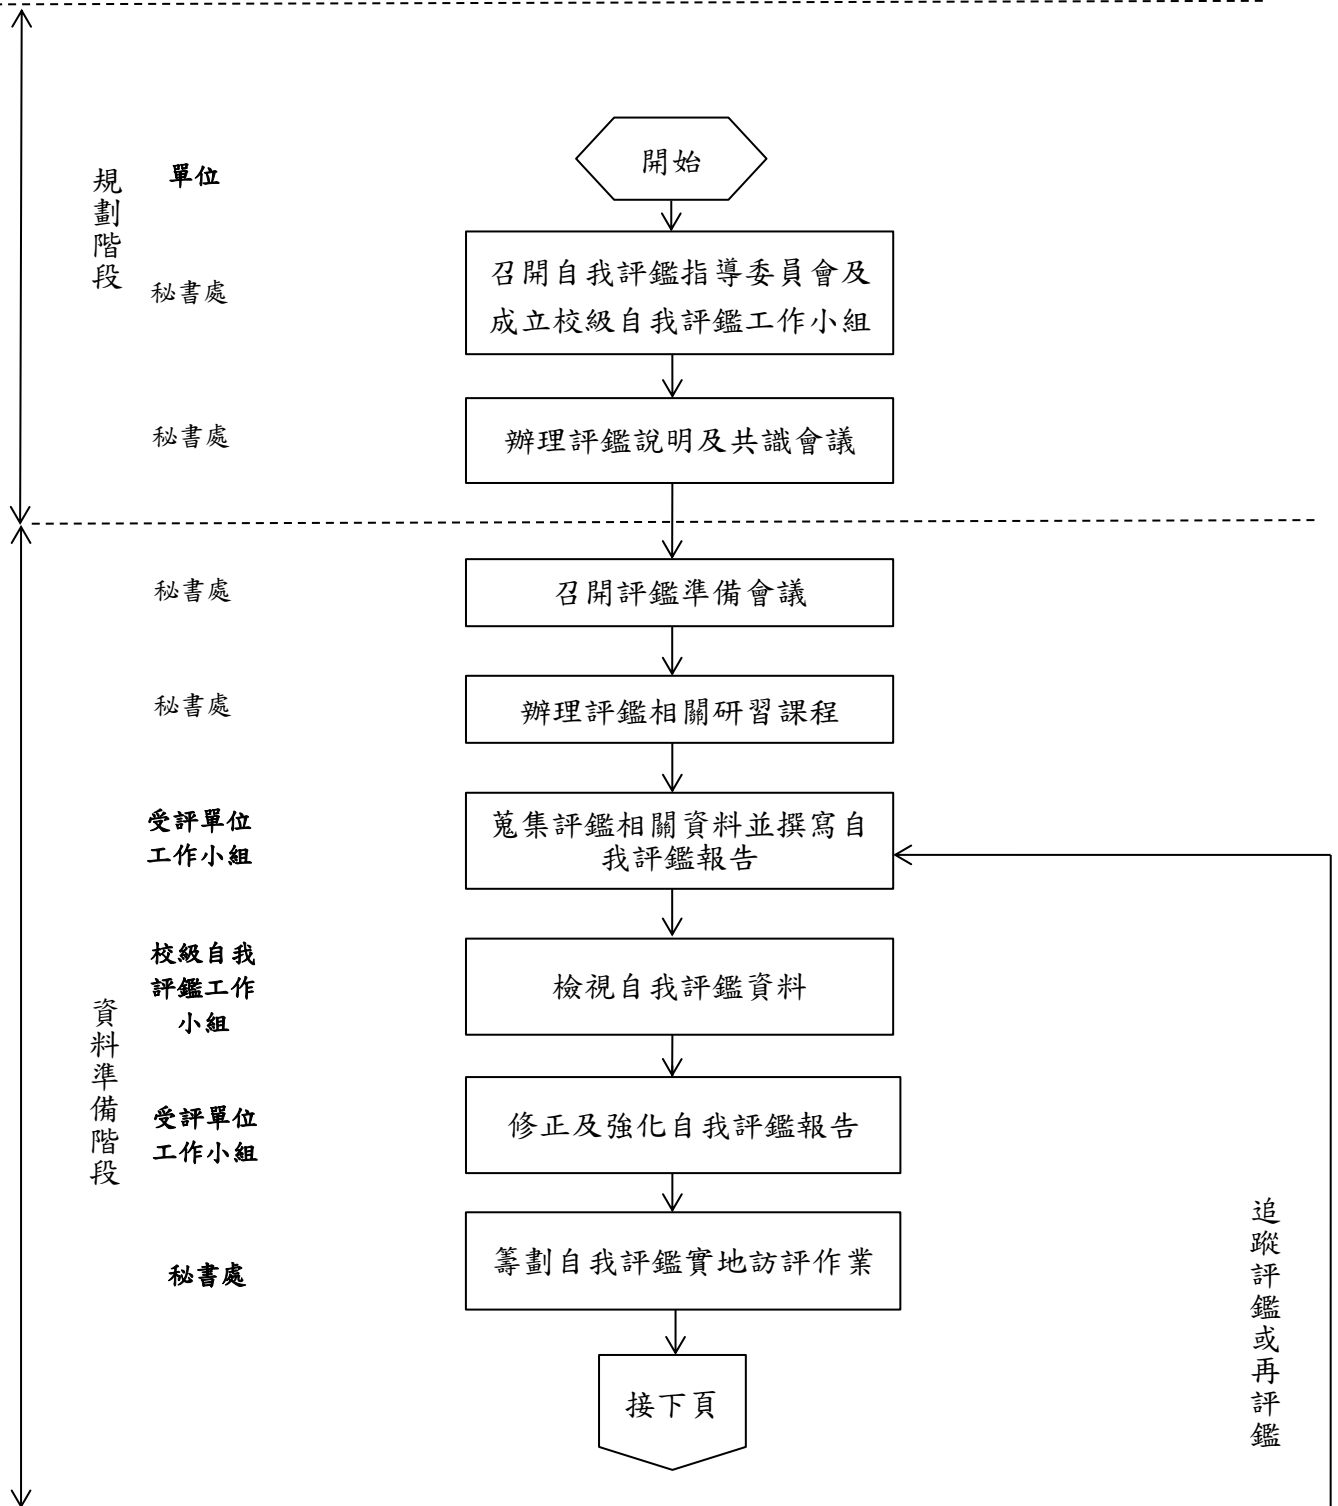 規劃階段
單位
開始
秘書處
召開自我評鑑指導委員會及
成立校級自我評鑑工作小組
秘書處
辦理評鑑說明及共識會議
秘書處
召開評鑑準備會議
秘書處
辦理評鑑相關研習課程
資料準備階段
受評單位
工作小組
蒐集評鑑相關資料並撰寫自
我評鑑報告
校級自我
評鑑工作
小組
檢視自我評鑑資料
受評單位
工作小組
修正及強化自我評鑑報告
秘書處
籌劃自我評鑑實地訪評作業
接下頁
追蹤評鑑或再評鑑